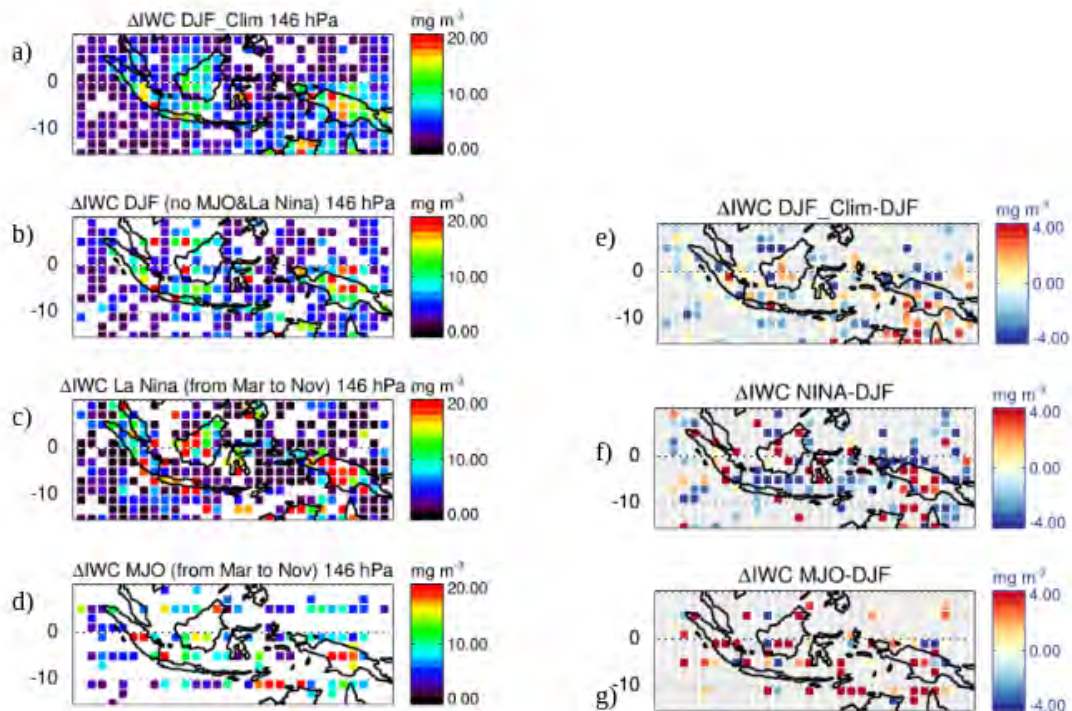 ΔIWC DJF_Clim 146 hPa
a)
mg m-3
20.00
10.00
0.00
0
-10
ΔIWC DJF (no MJO&La Nina) 146 hPa
b)
mg m-3
20.00
10.00
0.00
0
-10
ΔIWC La Nina (from Mar to Nov) 146 hPa
c)
mg m-3
20.00
10.00
0.00
0
-10
ΔIWC MJO (from Mar to Nov) 146 hPa
d)
mg m-3
20.00
10.00
0.00
0
-10
ΔIWC DJF_Clim-DJF
e)
mg m-3
4.00
0.00
-4.00
0
-10
ΔIWC NINA-DJF
f)
mg m-3
4.00
0.00
-4.00
0
-10
ΔIWC MJO-DJF
g)
mg m-3
4.00
0.00
-4.00
0
-10